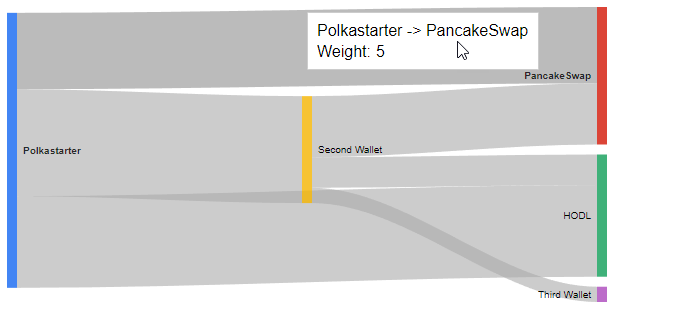 Polkastarter -> PancakeSwap
Weight: 5
PancakeSwap
Polkastarter
Second Wallet
HODL
Third Wallet